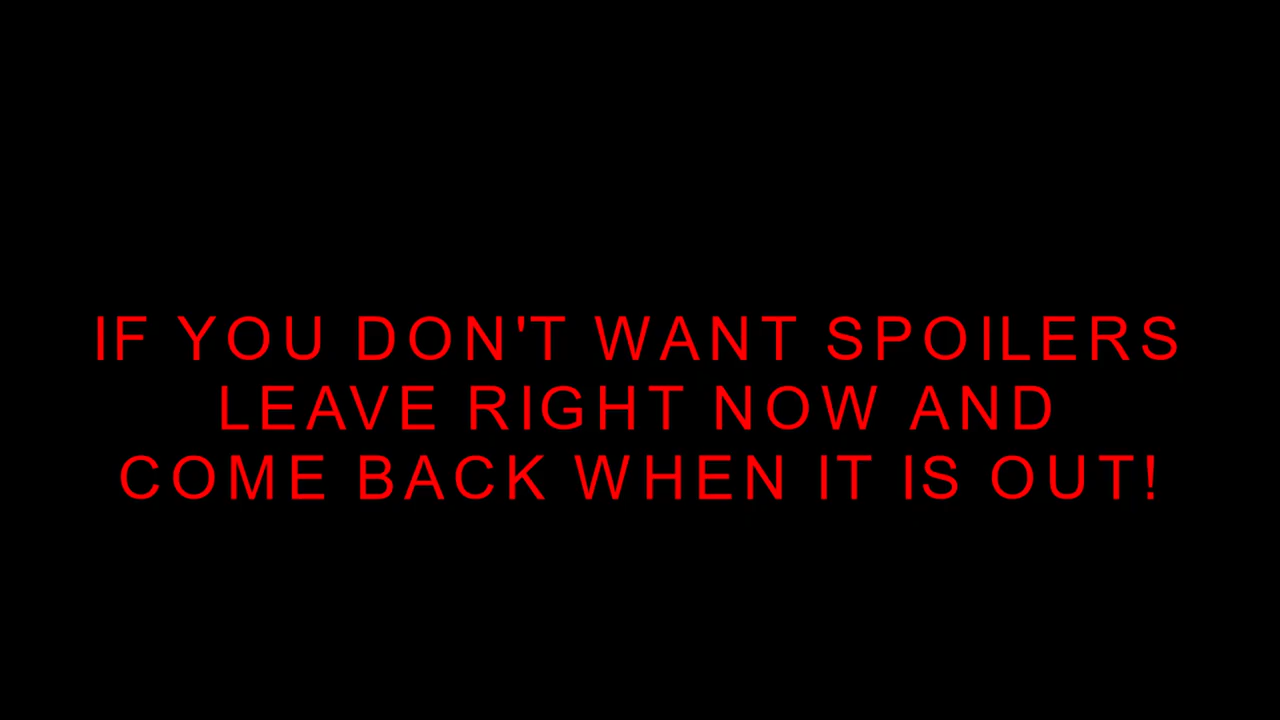 IF YOU DON'T WANT SPOILERS
LEAVE RIGHT NOW AND
COME BACK WHEN IT IS OUT!